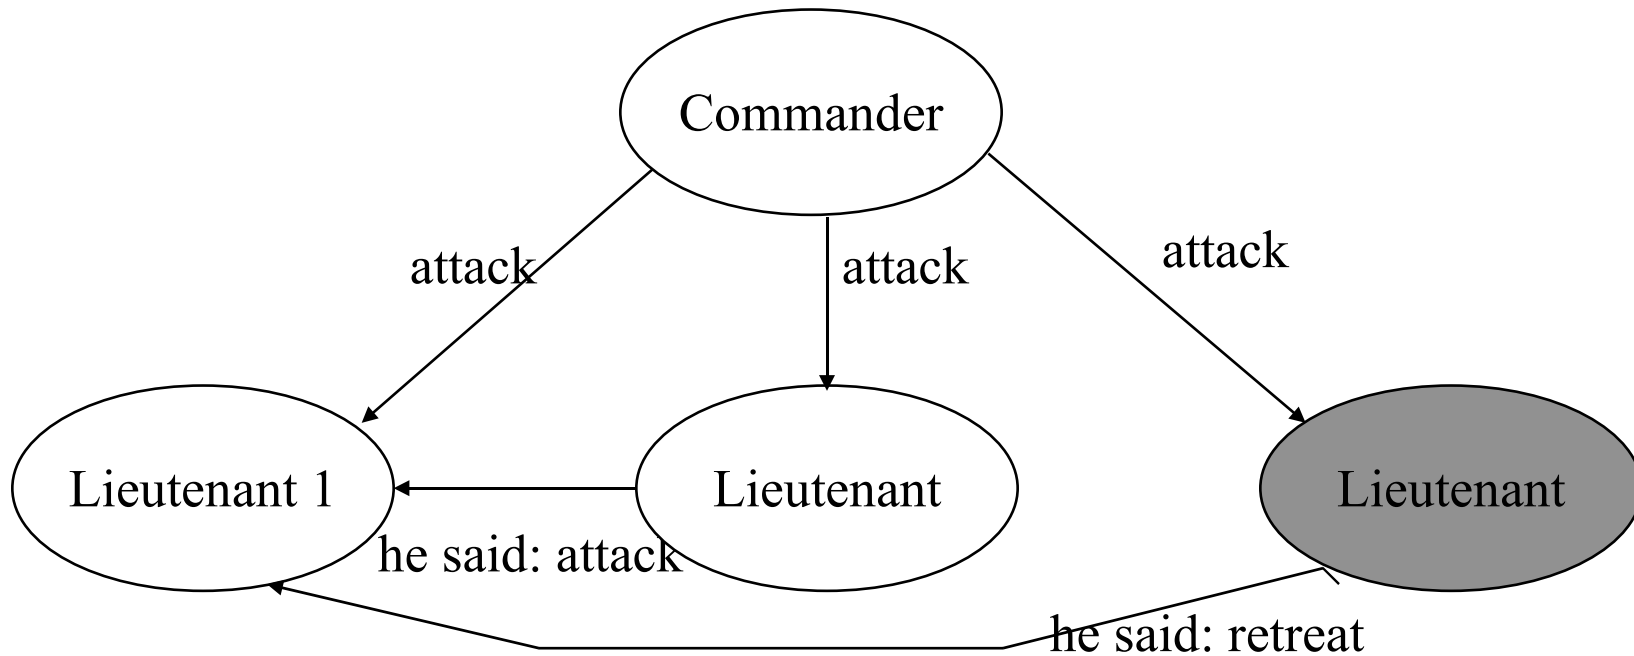 Commander
attack
attack
attack
Lieutenant 1
Lieutenant
Lieutenant
he said: attack
he said: retreat